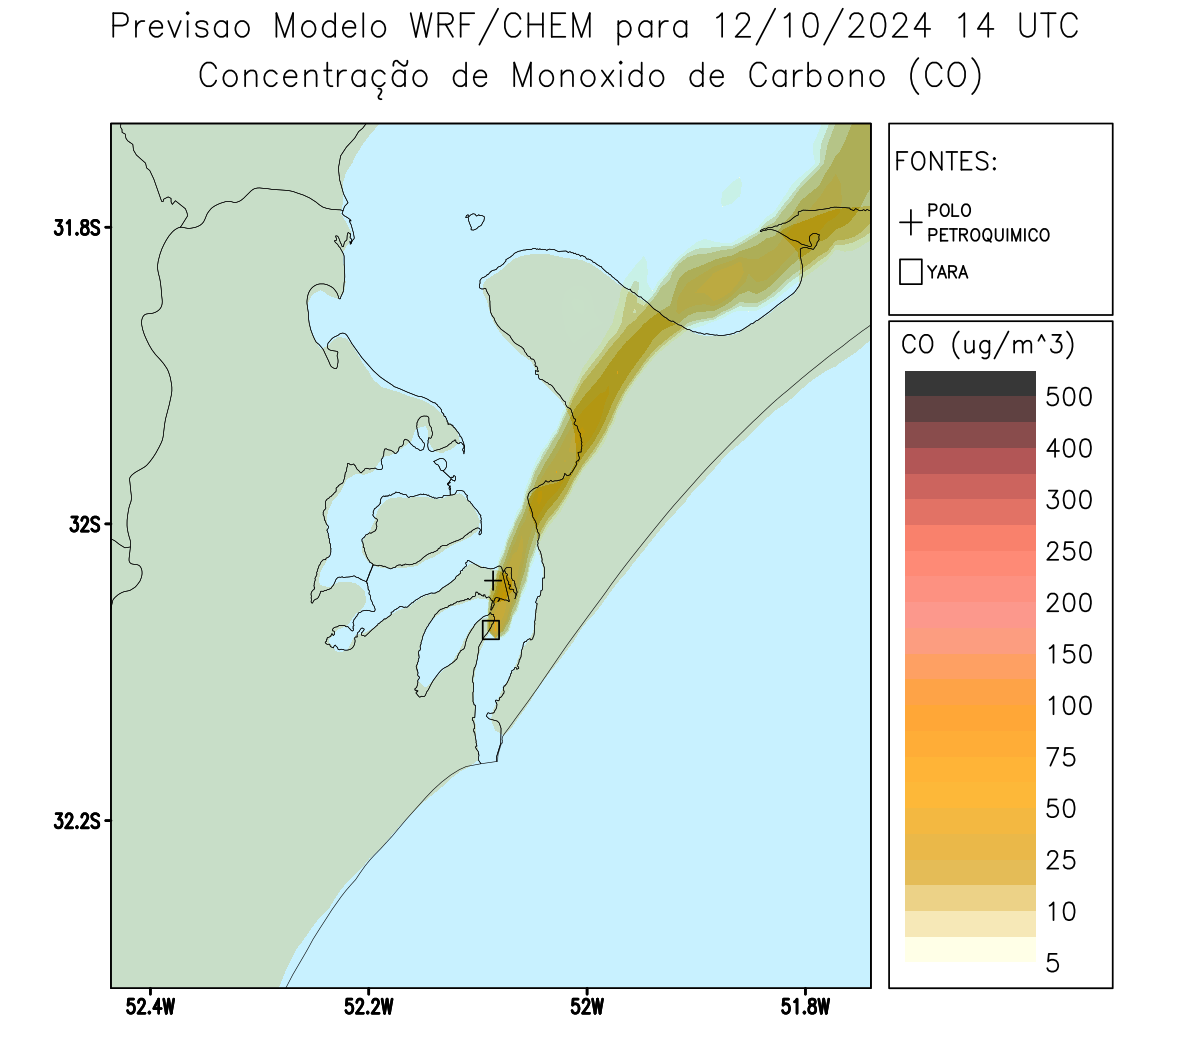 Previsao Modelo WRF/CHEM para 12/10/2024 14 UTC
Concentração de Monoxido de Carbono (CO)
FONTES:
POLO
PETROQUIMICO
YARA
CO (ug/m^3)
500
400
300
250
200
150
100
75
50
25
10
5
31.8S
32S
32.2S
52.4W
52.2W
52W
51.8W